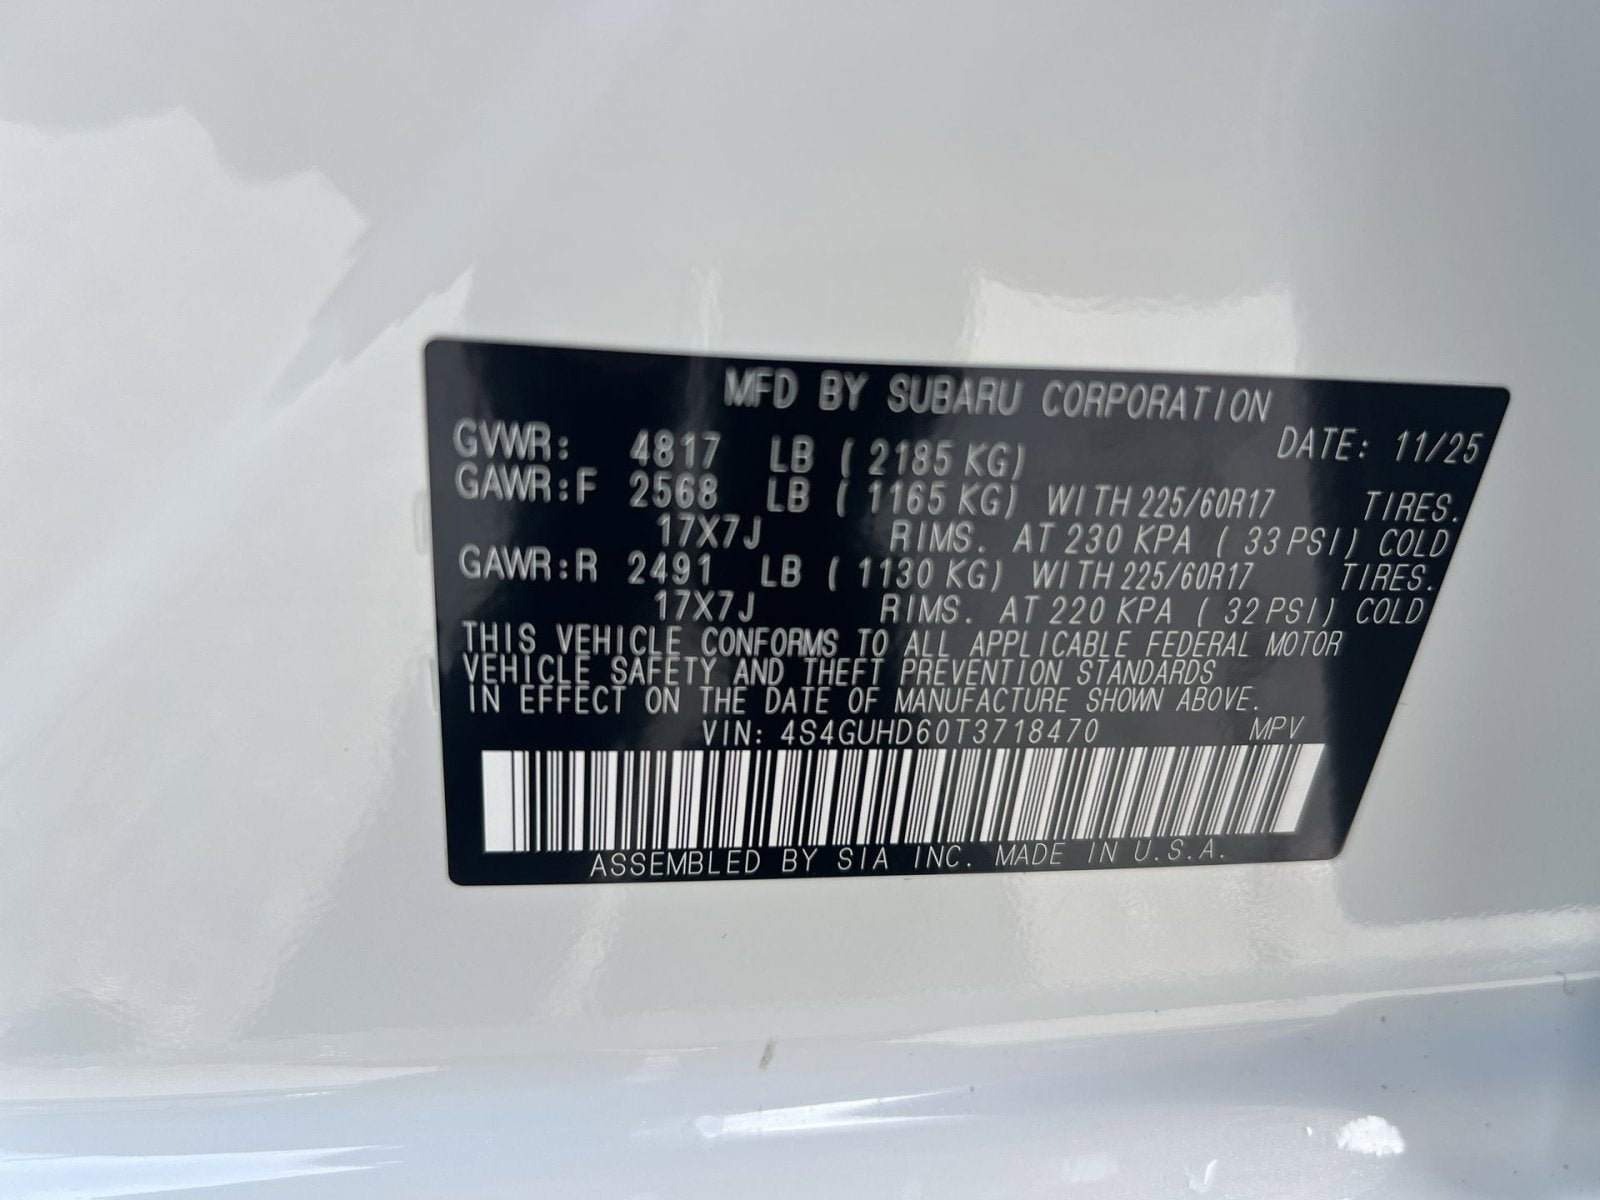 MFD BY SUBARU CORPORATION
GVWR: 4817 LB ( 2185 KG) DATE: 11/25
GAWR:F 2568 LB ( 1165 KG) WITH 225/60R17 TIRES.
17X7J RIMS. AT 230 KPA ( 33 PSI) COLD
GAWR:R 2491 LB ( 1130 KG) WITH 225/60R17 TIRES.
17X7J RIMS. AT 220 KPA ( 32 PSI) COLD
THIS VEHICLE CONFORMS TO ALL APPLICABLE FEDERAL MOTOR
VEHICLE SAFETY AND THEFT PREVENTION STANDARDS
IN EFFECT ON THE DATE OF MANUFACTURE SHOWN ABOVE.
VIN: 4S4GUHD60T3718470 MPV
ASSEMBLED BY SIA INC. MADE IN U.S.A.